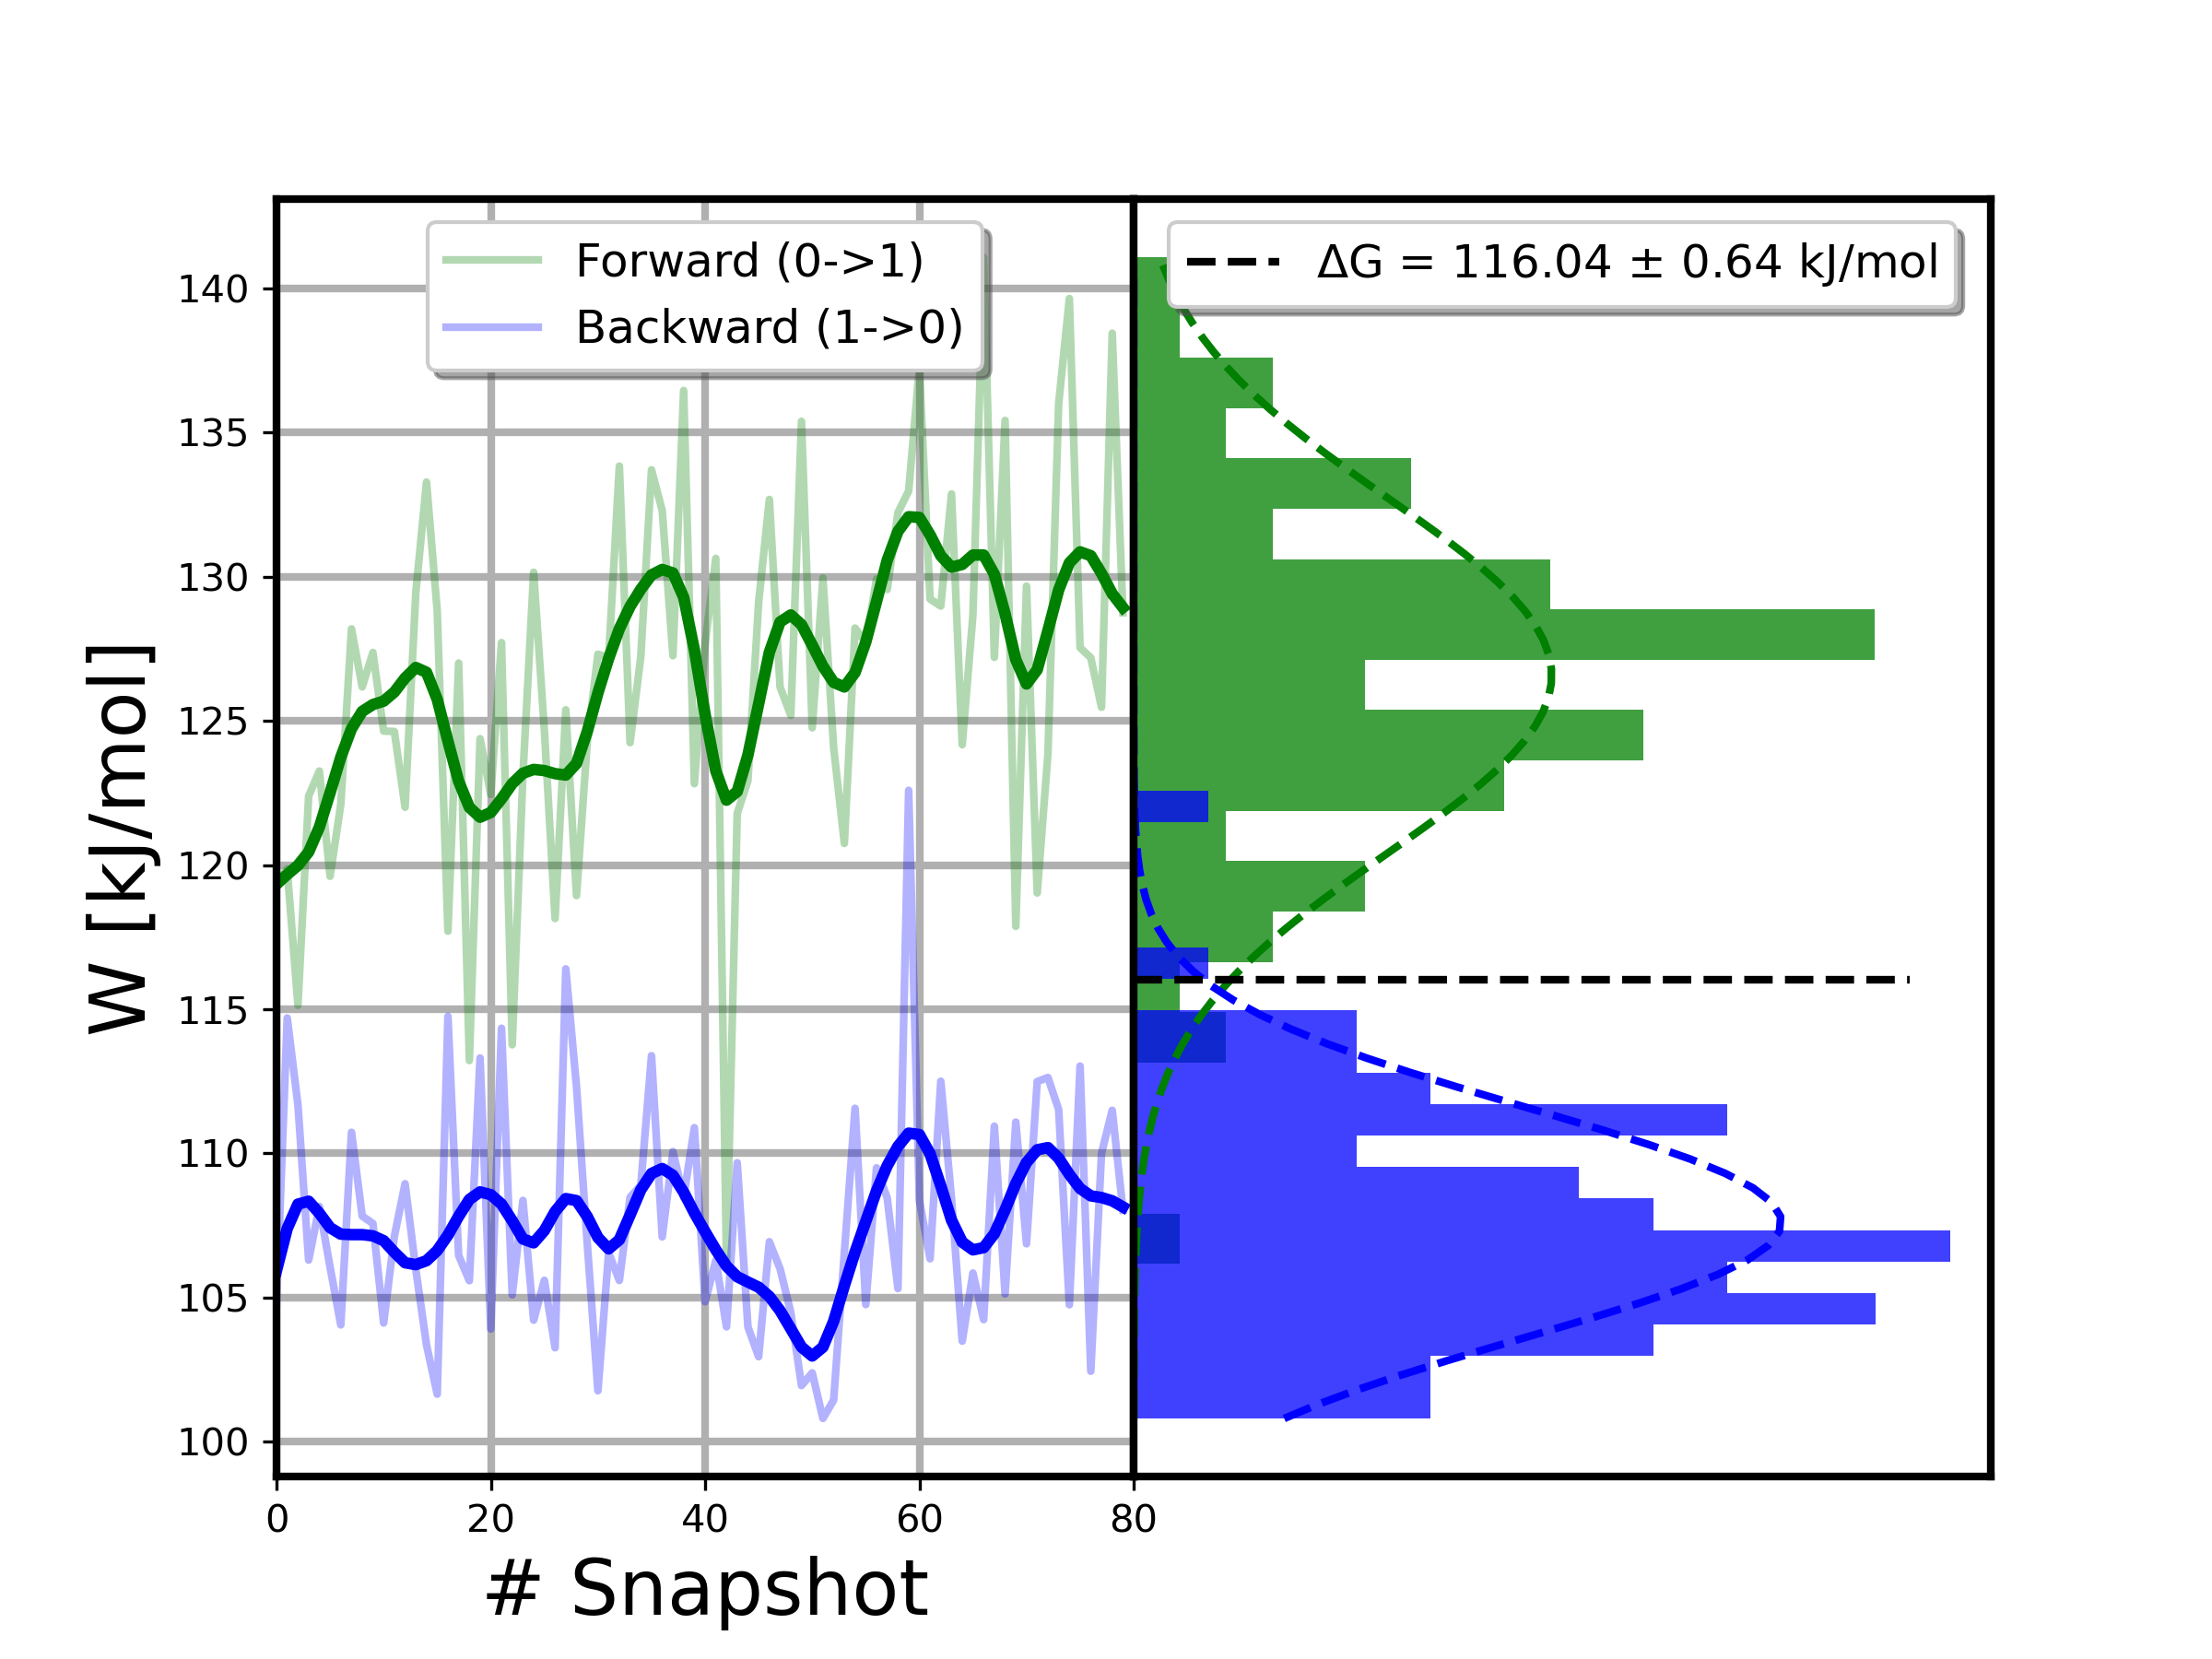 Forward (0->1)
Backward (1->0)
ΔG = 116.04 ± 0.64 kJ/mol
W [kJ/mol]
140
135
130
125
120
115
110
105
100
0 20 40 60 80
# Snapshot